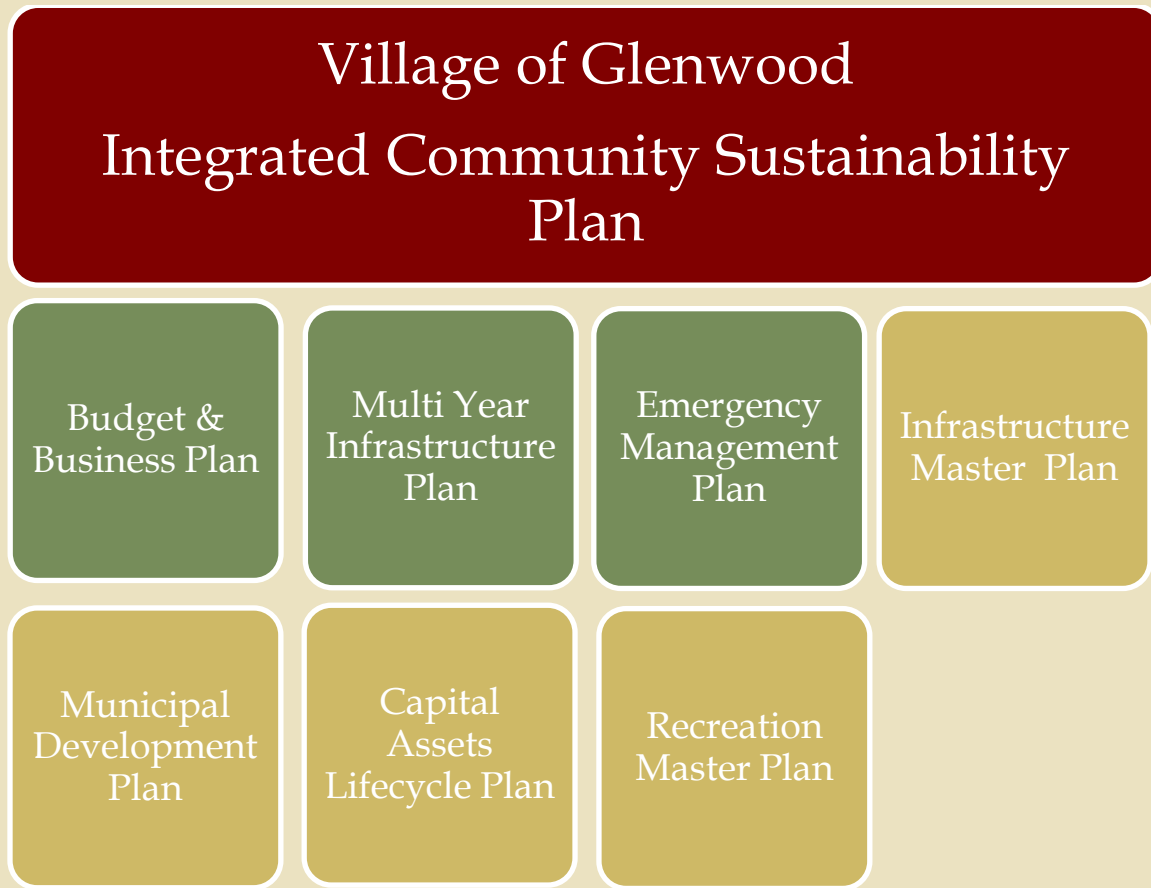 Village of Glenwood
Integrated Community Sustainability
Plan
Budget &
Business Plan
Multi Year
Infrastructure
Plan
Emergency
Management
Plan
Infrastructure
Master  Plan
Municipal
Development
Plan
Capital
Assets
Lifecycle Plan
Recreation
Master Plan